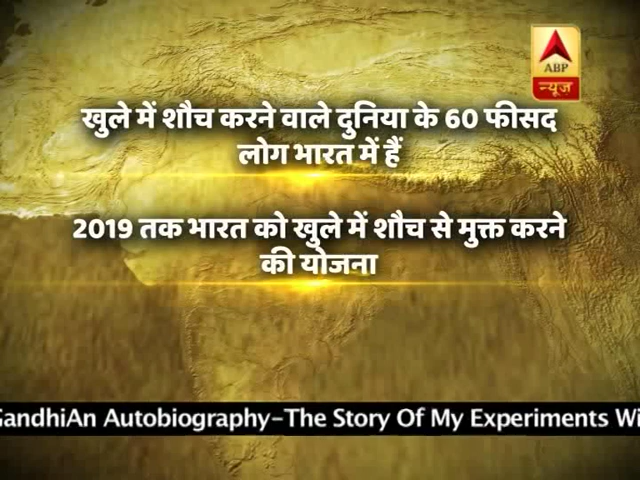 ABP
न्यूज़
खुले में शौच करने वाले दुनिया के 60 फीसद
लोग भारत में हैं
2019 तक भारत को खुले में शौच से मुक्त करने
की योजना
GandhiAn Autobiography-The Story Of My Experiments Wi